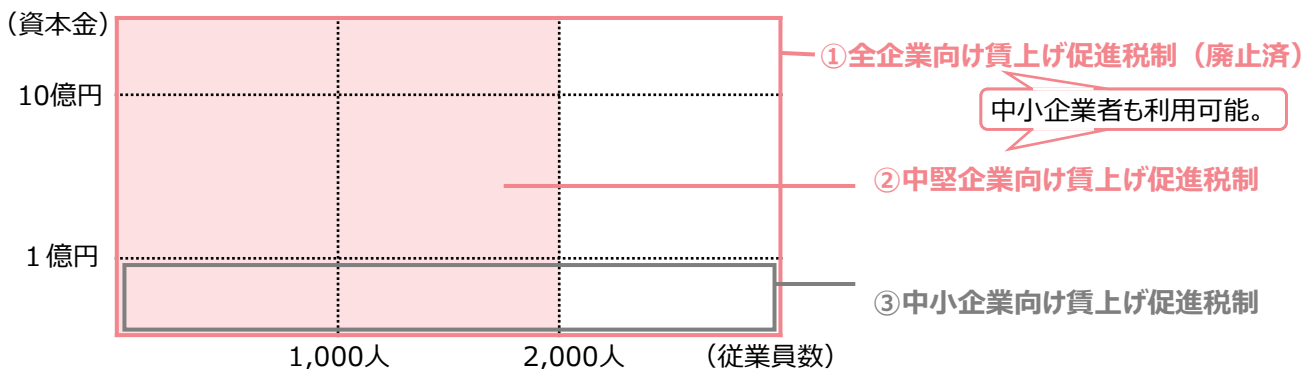 （資本金）
①全企業向け賃上げ促進税制（廃止済）
10億円
中小企業者も利用可能。
②中堅企業向け賃上げ促進税制
１億円
③中小企業向け賃上げ促進税制
1,000人
2,000人
（従業員数）